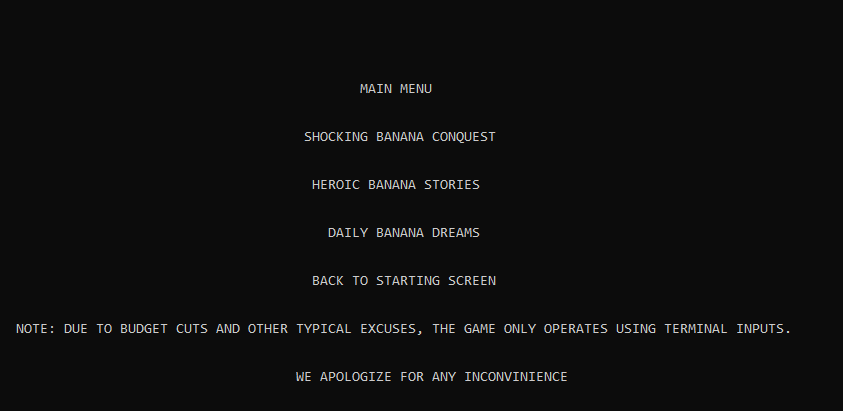 MAIN MENU
SHOCKING BANANA CONQUEST
HEROIC BANANA STORIES
DAILY BANANA DREAMS
BACK TO STARTING SCREEN
NOTE: DUE TO BUDGET CUTS AND OTHER TYPICAL EXCUSES, THE GAME ONLY OPERATES USING TERMINAL INPUTS.
WE APOLOGIZE FOR ANY INCONVINIENCE